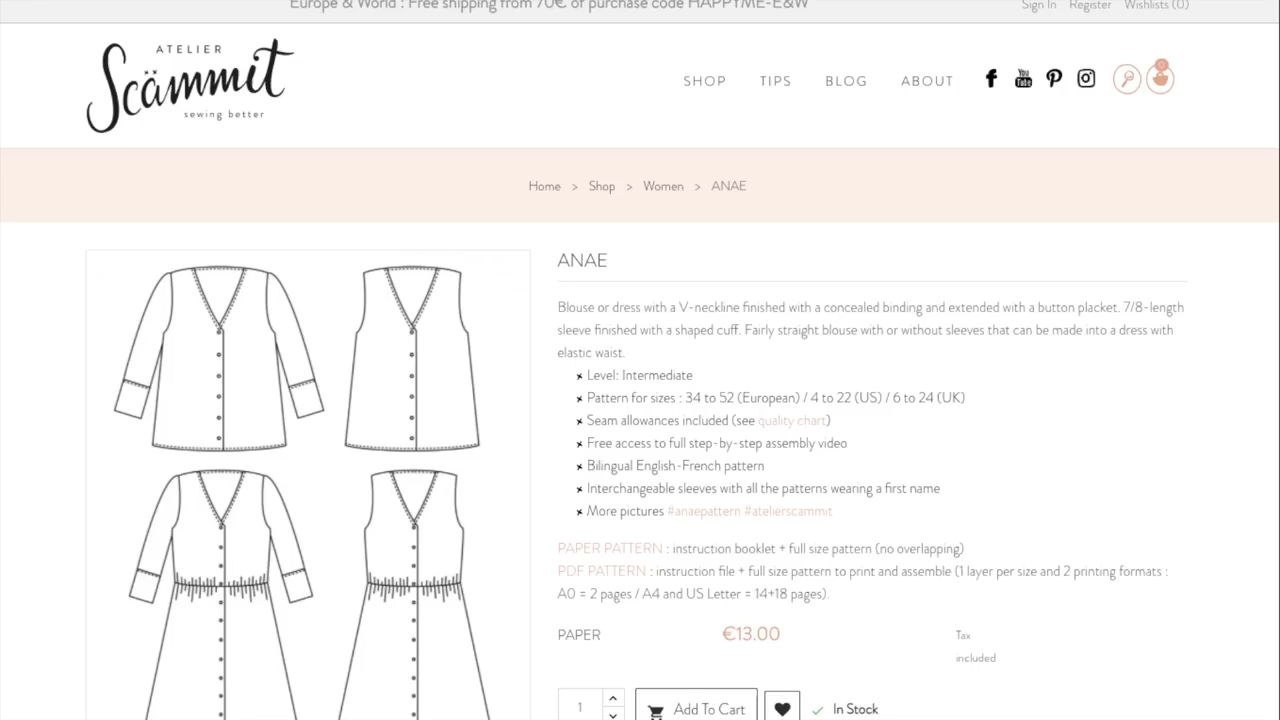 Europe & World : Free shipping from 70€ of purchase code HAPPYME-E&W
Sign In Register Wishlists (0)
ATELIER
Scämmit
sewing better
SHOP TIPS BLOG ABOUT
You Tube
Home > Shop > Women > ANAE
ANAE
Blouse or dress with a V-neckline finished with a concealed binding and extended with a button placket. 7/8-length
sleeve finished with a shaped cuff. Fairly straight blouse with or without sleeves that can be made into a dress with
elastic waist.
Level: Intermediate
Pattern for sizes : 34 to 52 (European) / 4 to 22 (US) / 6 to 24 (UK)
Seam allowances included (see quality chart)
Free access to full step-by-step assembly video
Bilingual English-French pattern
Interchangeable sleeves with all the patterns wearing a first name
More pictures #anaepattern #atelierscammit
PAPER PATTERN : instruction booklet + full size pattern (no overlapping)
PDF PATTERN : instruction file + full size pattern to print and assemble (1 layer per size and 2 printing formats :
A0 = 2 pages / A4 and US Letter = 14+18 pages).
PAPER €13.00 Tax
included
1 Add To Cart In Stock